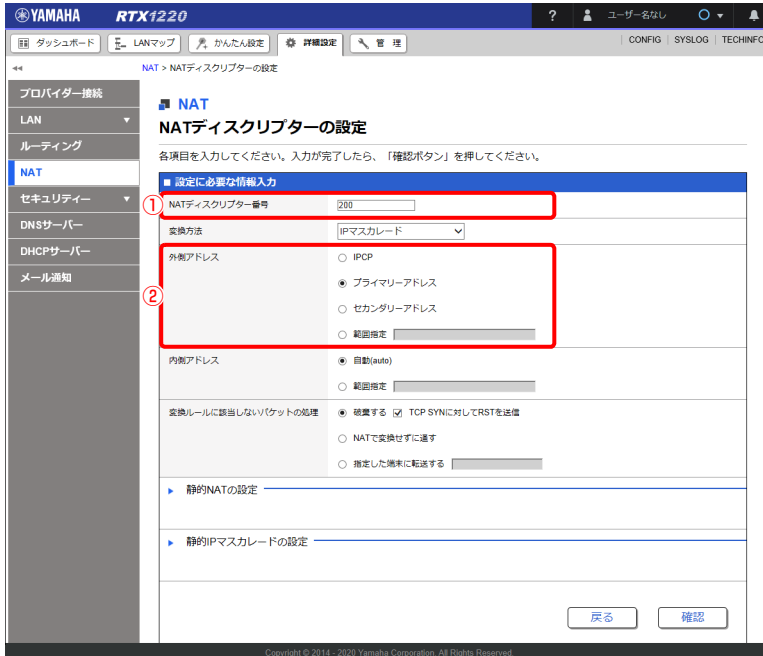 YAMAHA RTX1220 ? ユーザー名なし
ダッシュボード LANマップ かんたん設定 詳細設定 管理 CONFIG SYSLOG TECHINFO
NAT > NATディスクリプターの設定
プロバイダー接続
LAN
ルーティング
NAT
セキュリティー
DNSサーバー
DHCPサーバー
メール通知
NAT
NATディスクリプターの設定
各項目を入力してください。入力が完了したら、「確認ボタン」を押してください。
■ 設定に必要な情報入力
① NATディスクリプター番号 200
変換方法 IPマスカレード
② 外側アドレス IPCP
プライマリーアドレス
セカンダリーアドレス
範囲指定
内側アドレス 自動(auto)
範囲指定
変換ルールに該当しないパケットの処理 破棄する TCP SYNに対してRSTを送信
NATで変換せずに通す
指定した端末に転送する
静的NATの設定
静的IPマスカレードの設定
戻る 確認
Copyright © 2014 - 2020 Yamaha Corporation. All Rights Reserved.